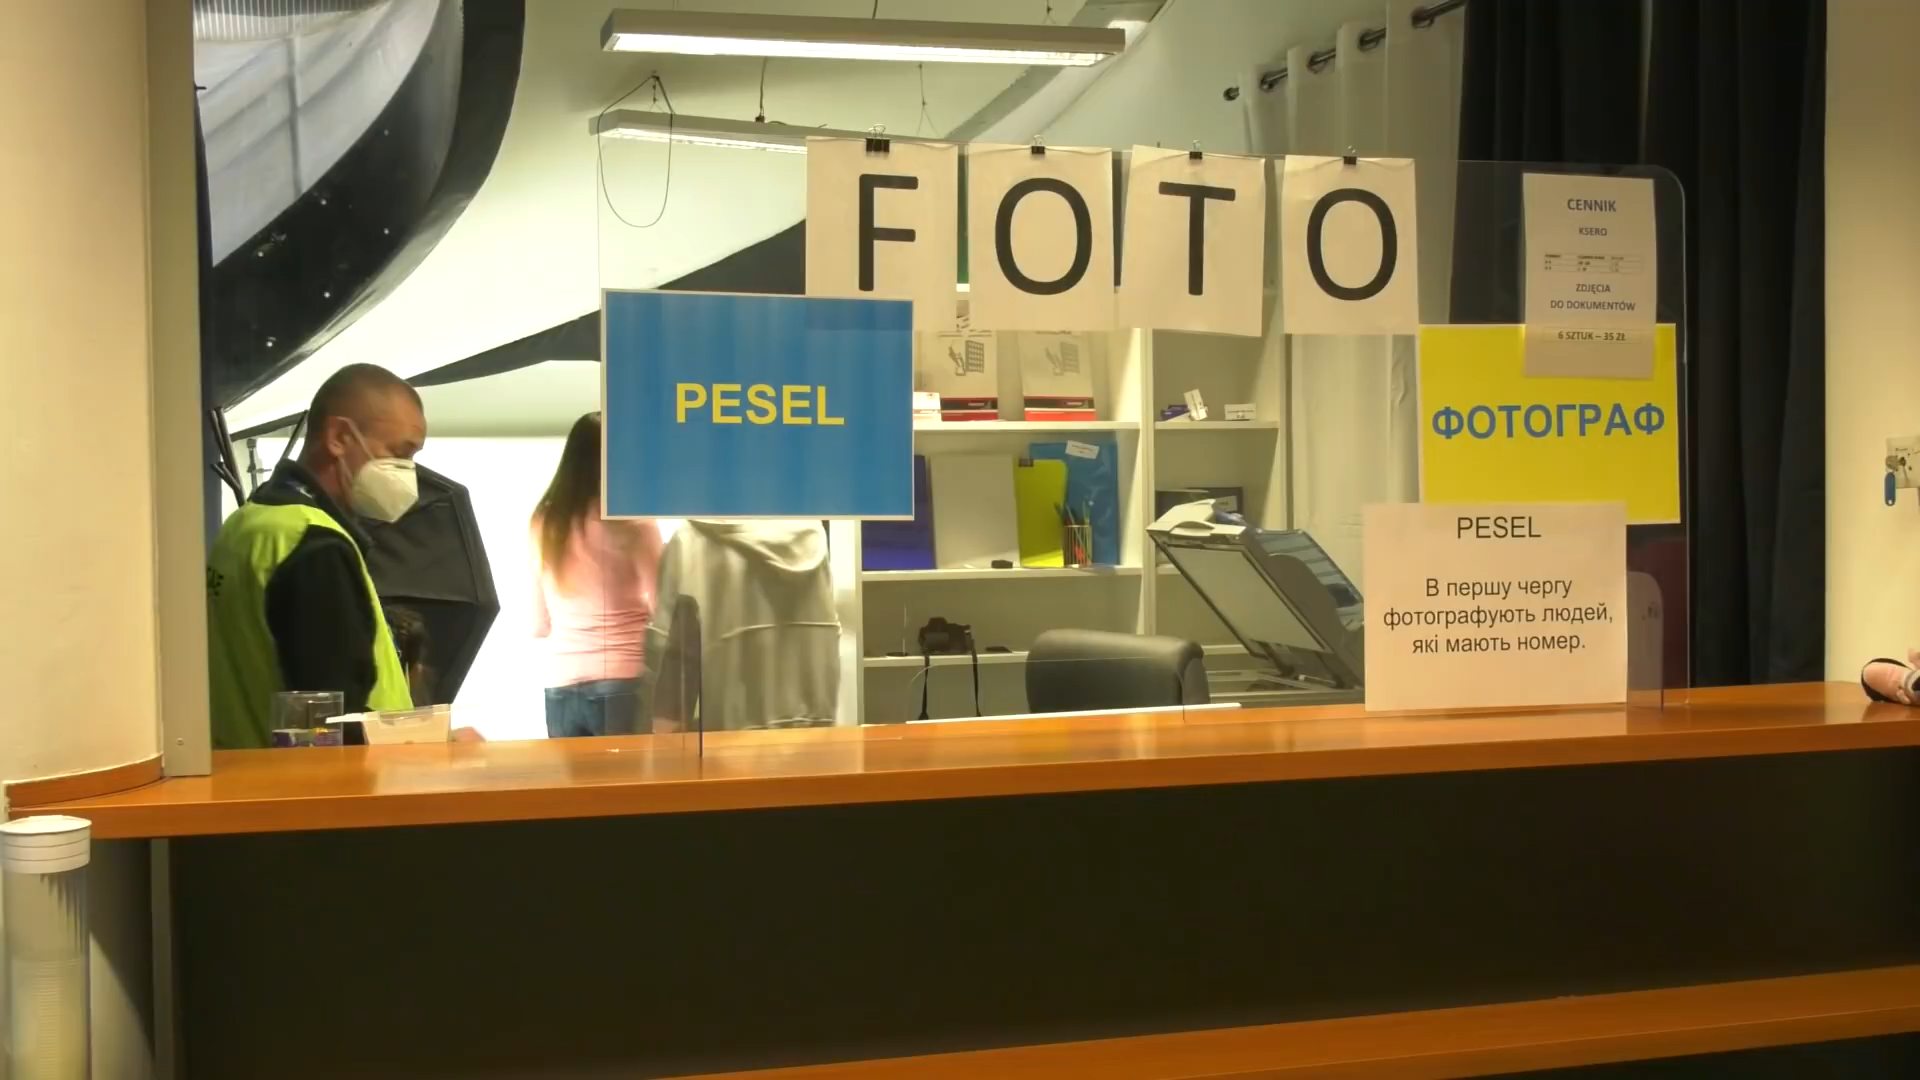 FOTO
CENNIK
KSERO
ZDJĘCIA
DO DOKUMENTÓW
6 SZTUK – 35 ZŁ
PESEL
ФОТОГРАФ
PESEL
В першу чергу
фотографують людей,
які мають номер.